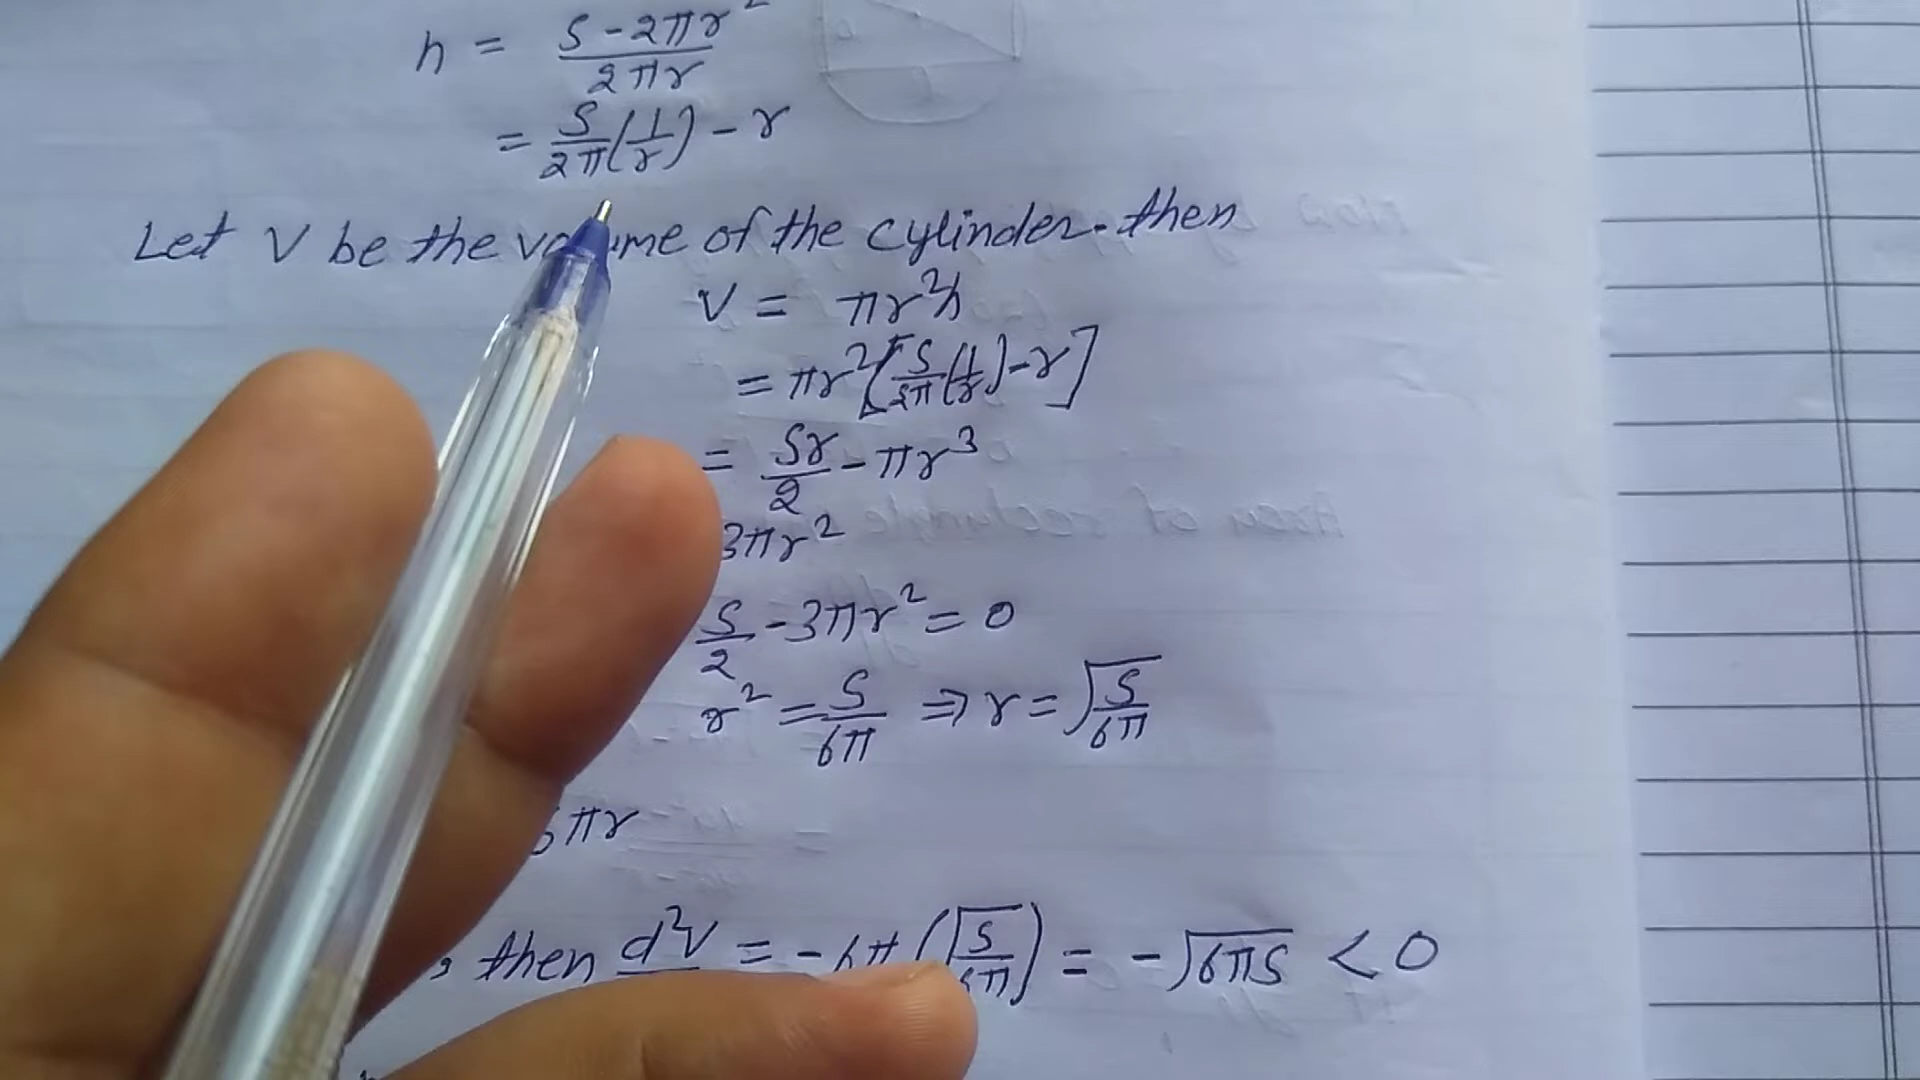 h = S-2πr² / 2πr
= S/2π (1/r) - r
Let V be the volume of the cylinder. then
V = πr²h
= πr² [S/2π (1/r) - r]
= Sr/2 - πr³
3πr²
S/2 - 3πr² = 0
r² = S/6π ⇒ r = √(S/6π)
πr
, then d²V = -6π (√(S/6π)) = -√6πS < 0